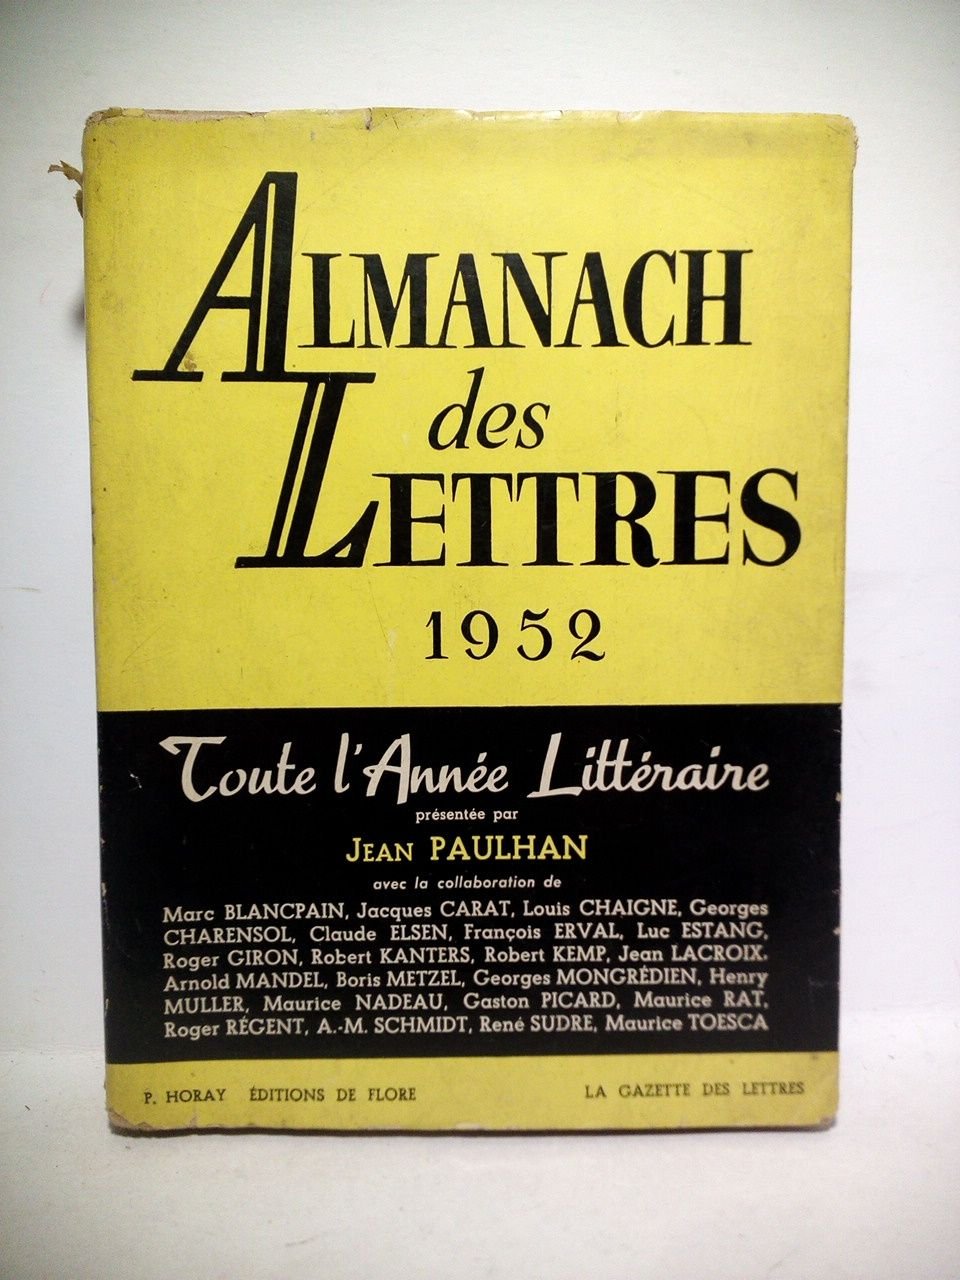 ALMANACH
des
LETTRES
1952
Toute l'Année Littéraire
présentée par
JEAN PAULHAN
avec la collaboration de
Marc BLANCPAIN, Jacques CARAT, Louis CHAIGNE, Georges
CHARENSOL, Claude ELSEN, François ERVAL, Luc ESTANG,
Roger GIRON, Robert KANTERS, Robert KEMP, Jean LACROIX,
Arnold MANDEL, Boris METZEL, Georges MONGRÉDIEN, Henry
MULLER, Maurice NADEAU, Gaston PICARD, Maurice RAT,
Roger RÉGENT, A.-M. SCHMIDT, René SUDRE, Maurice TOESCA
P. HORAY ÉDITIONS DE FLORE
LA GAZETTE DES LETTRES